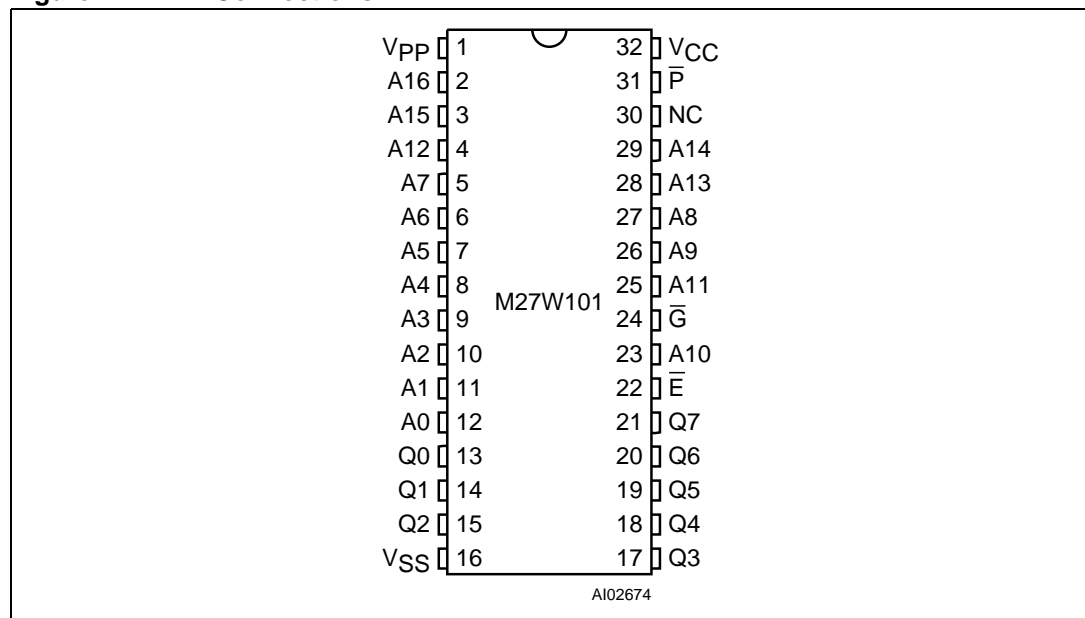 VPP 1 32 VCC
A16 2 31 P̅
A15 3 30 NC
A12 4 29 A14
A7 5 28 A13
A6 6 27 A8
A5 7 26 A9
A4 8 25 A11
M27W101
A3 9 24 G̅
A2 10 23 A10
A1 11 22 E̅
A0 12 21 Q7
Q0 13 20 Q6
Q1 14 19 Q5
Q2 15 18 Q4
VSS 16 17 Q3
AI02674